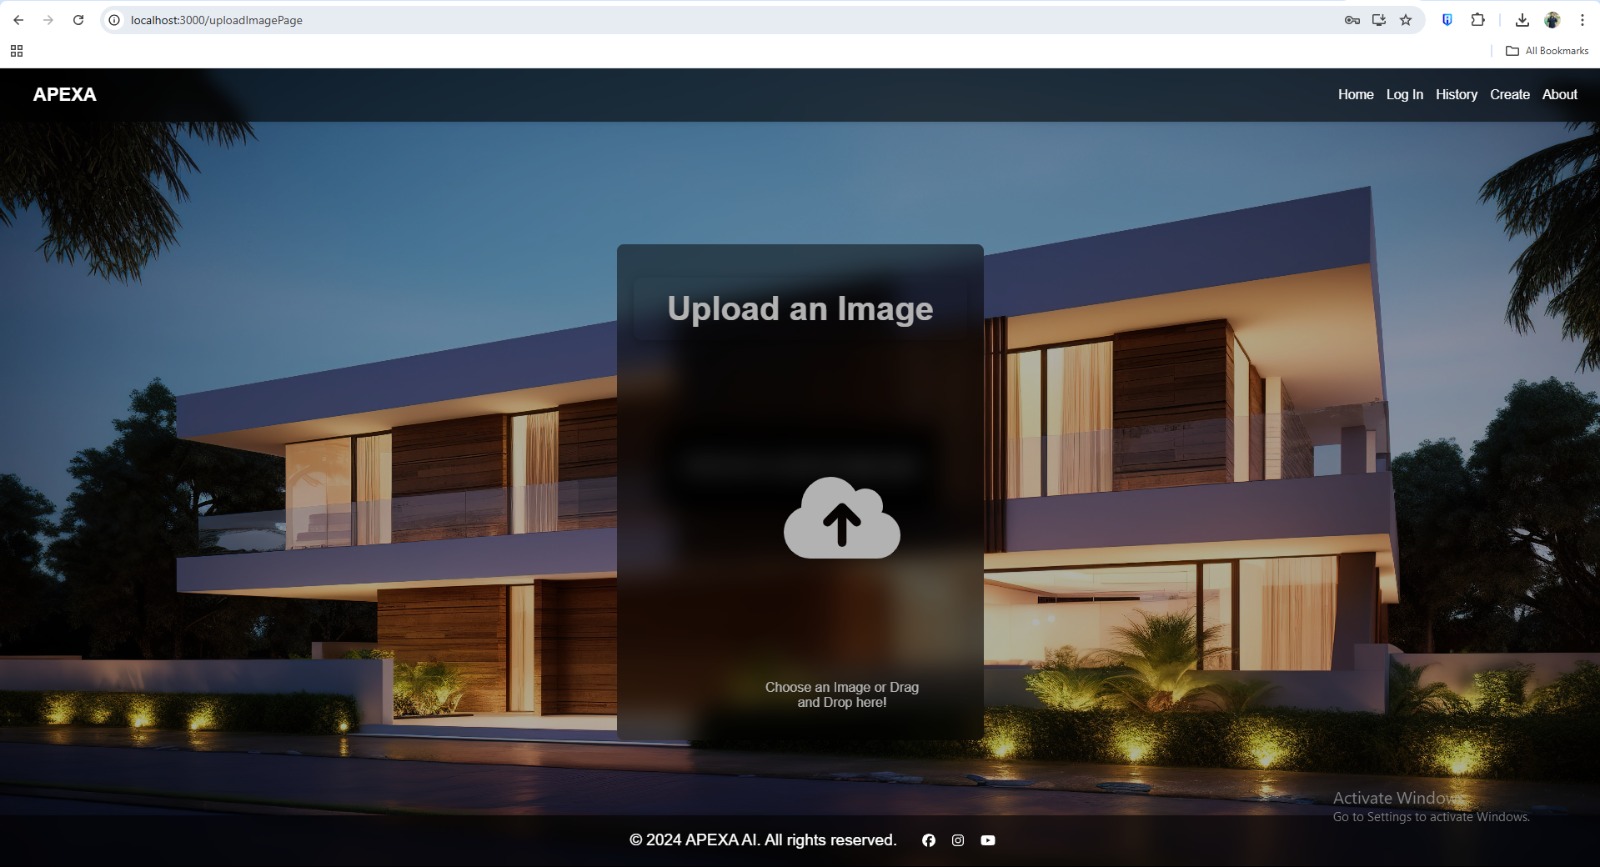 localhost:3000/uploadImagePage
All Bookmarks
APEXA
Home Log In History Create About
Upload an Image
Choose an Image or Drag
and Drop here!
Activate Windows
Go to Settings to activate Windows.
© 2024 APEXA AI. All rights reserved.